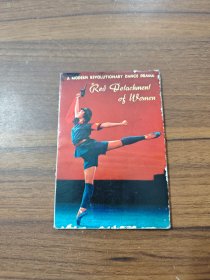 A MODERN REVOLUTIONARY DANCE DRAMA
Red Detachment
of Women